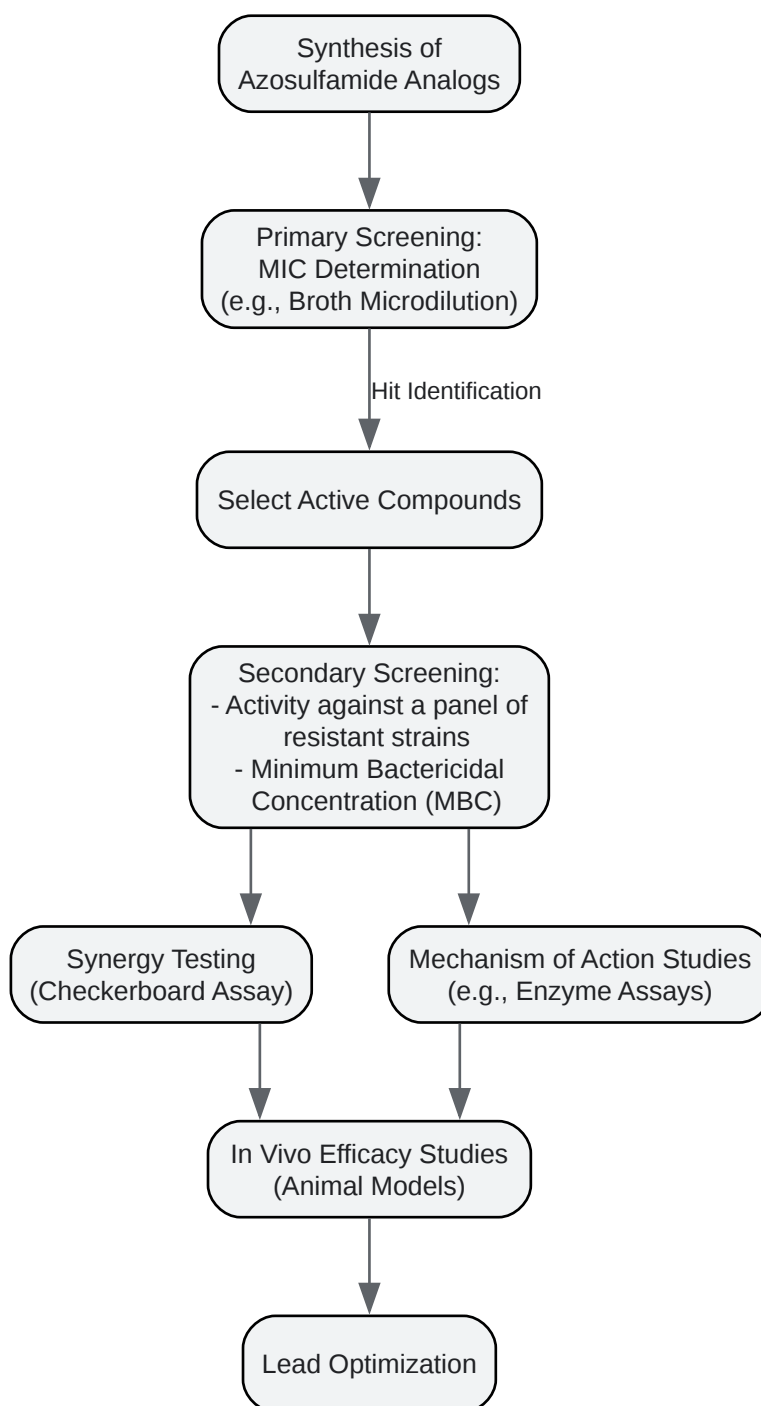 Synthesis of
Azosulfamide Analogs
Primary Screening:
MIC Determination
(e.g., Broth Microdilution)
Hit Identification
Select Active Compounds
Secondary Screening:
- Activity against a panel of
resistant strains
- Minimum Bactericidal
Concentration (MBC)
Synergy Testing
(Checkerboard Assay)
Mechanism of Action Studies
(e.g., Enzyme Assays)
In Vivo Efficacy Studies
(Animal Models)
Lead Optimization